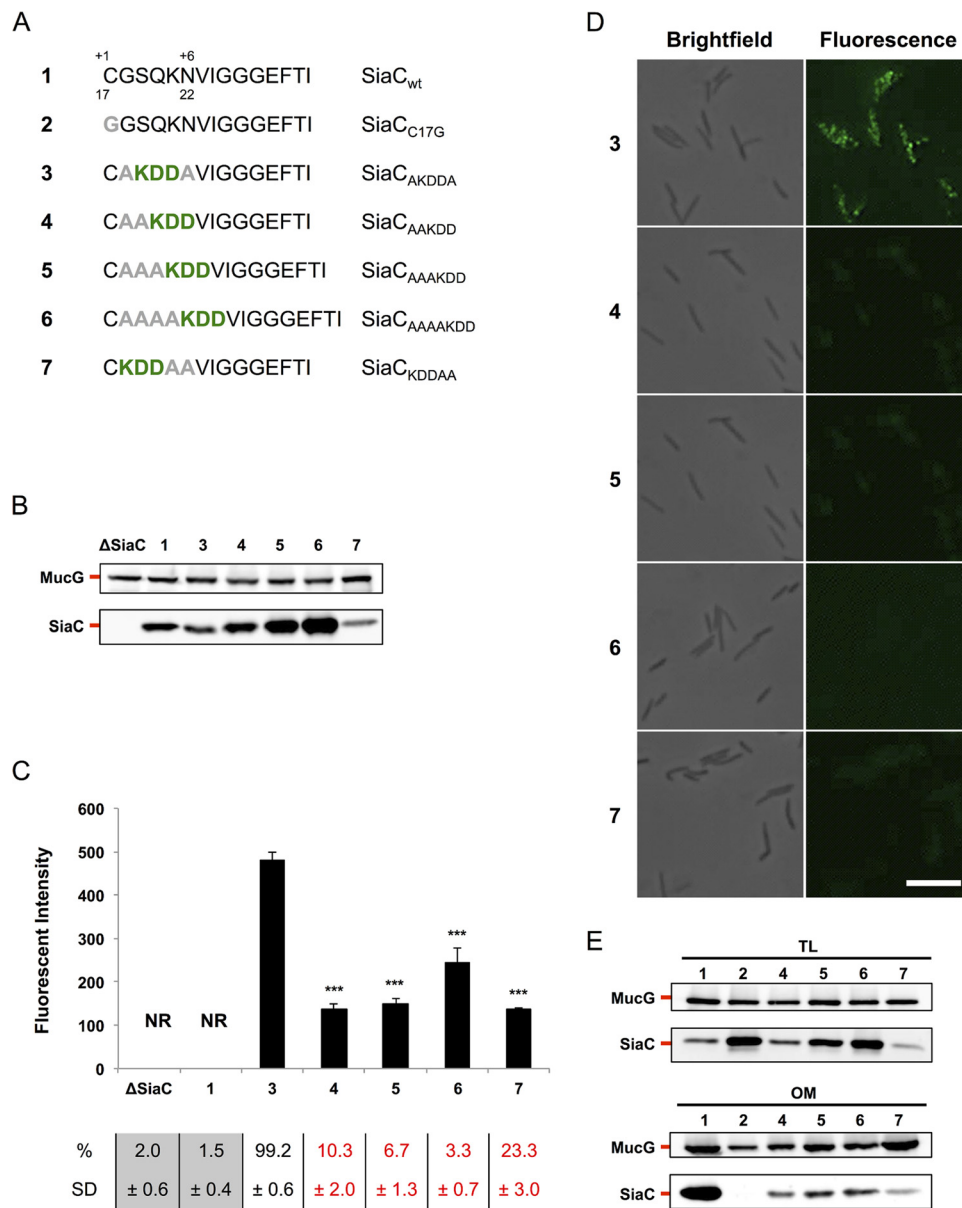 A
+1 +6
1 CGSQKNVIGGGEFTI SiaCwt
17 22
2 GGSQKNVIGGGEFTI SiaCC17G
3 CAKDDAVIGGGEFTI SiaCAKDDA
4 CAAKDDVIGGGEFTI SiaCAAKDD
5 CAAAKDDVIGGGEFTI SiaCAAAKDD
6 CAAAAKDDVIGGGEFTI SiaCAAAAKDD
7 CKDDAAVIGGGEFTI SiaCKDDAA
B
ΔSiaC 1 3 4 5 6 7
MucG
SiaC
C
Fluorescent Intensity
600
500
400
300
200
100
0
NR NR *** *** *** ***
ΔSiaC 1 3 4 5 6 7
% 2.0 1.5 99.2 10.3 6.7 3.3 23.3
SD ± 0.6 ± 0.4 ± 0.6 ± 2.0 ± 1.3 ± 0.7 ± 3.0
D
Brightfield Fluorescence
3
4
5
6
7
E
TL
1 2 4 5 6 7
MucG
SiaC
OM
1 2 4 5 6 7
MucG
SiaC